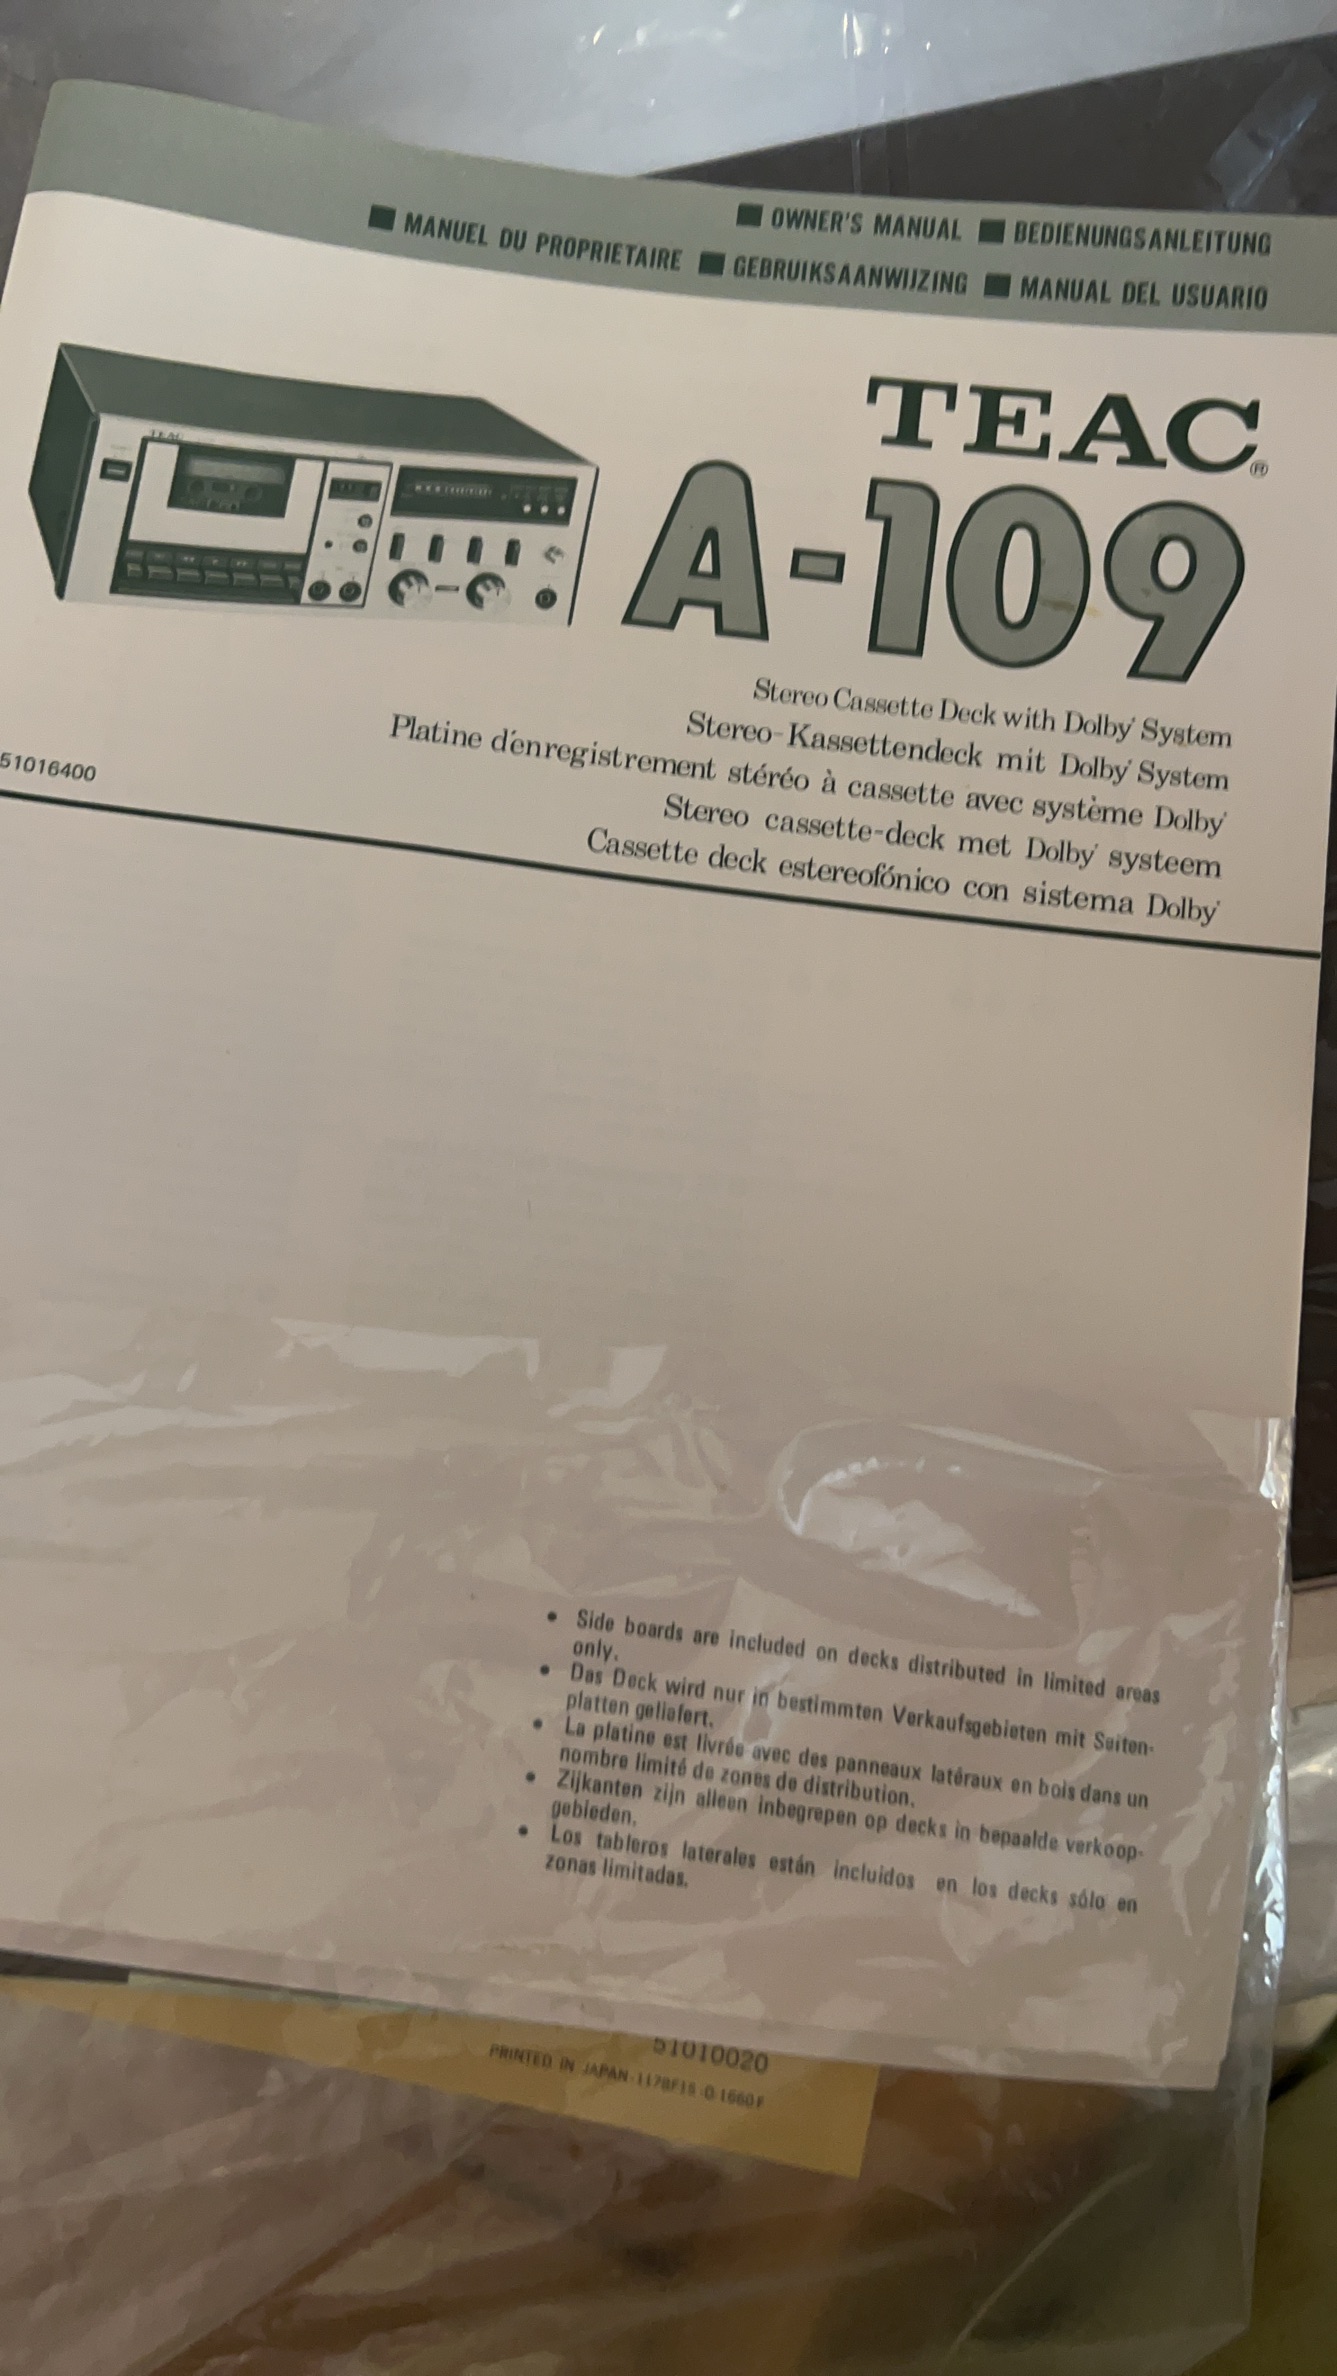 ■ OWNER'S MANUAL ■ BEDIENUNGSANLEITUNG
■ MANUEL DU PROPRIETAIRE ■ GEBRUIKSAANWIJZING ■ MANUAL DEL USUARIO
TEAC
TEAC®
A-109
Stereo Cassette Deck with Dolby* System
Stereo-Kassettendeck mit Dolby* System
Platine d'enregistrement stéréo à cassette avec système Dolby*
Stereo cassette-deck met Dolby* systeem
Cassette deck estereofónico con sistema Dolby*
51016400
• Side boards are included on decks distributed in limited areas
only.
• Das Deck wird nur in bestimmten Verkaufsgebieten mit Seiten-
platten geliefert.
• La platine est livrée avec des panneaux latéraux en bois dans un
nombre limité de zones de distribution.
• Zijkanten zijn alleen inbegrepen op decks in bepaalde verkoop-
gebieden.
• Los tableros laterales están incluidos en los decks sólo en
zonas limitadas.
51010020
PRINTED IN JAPAN